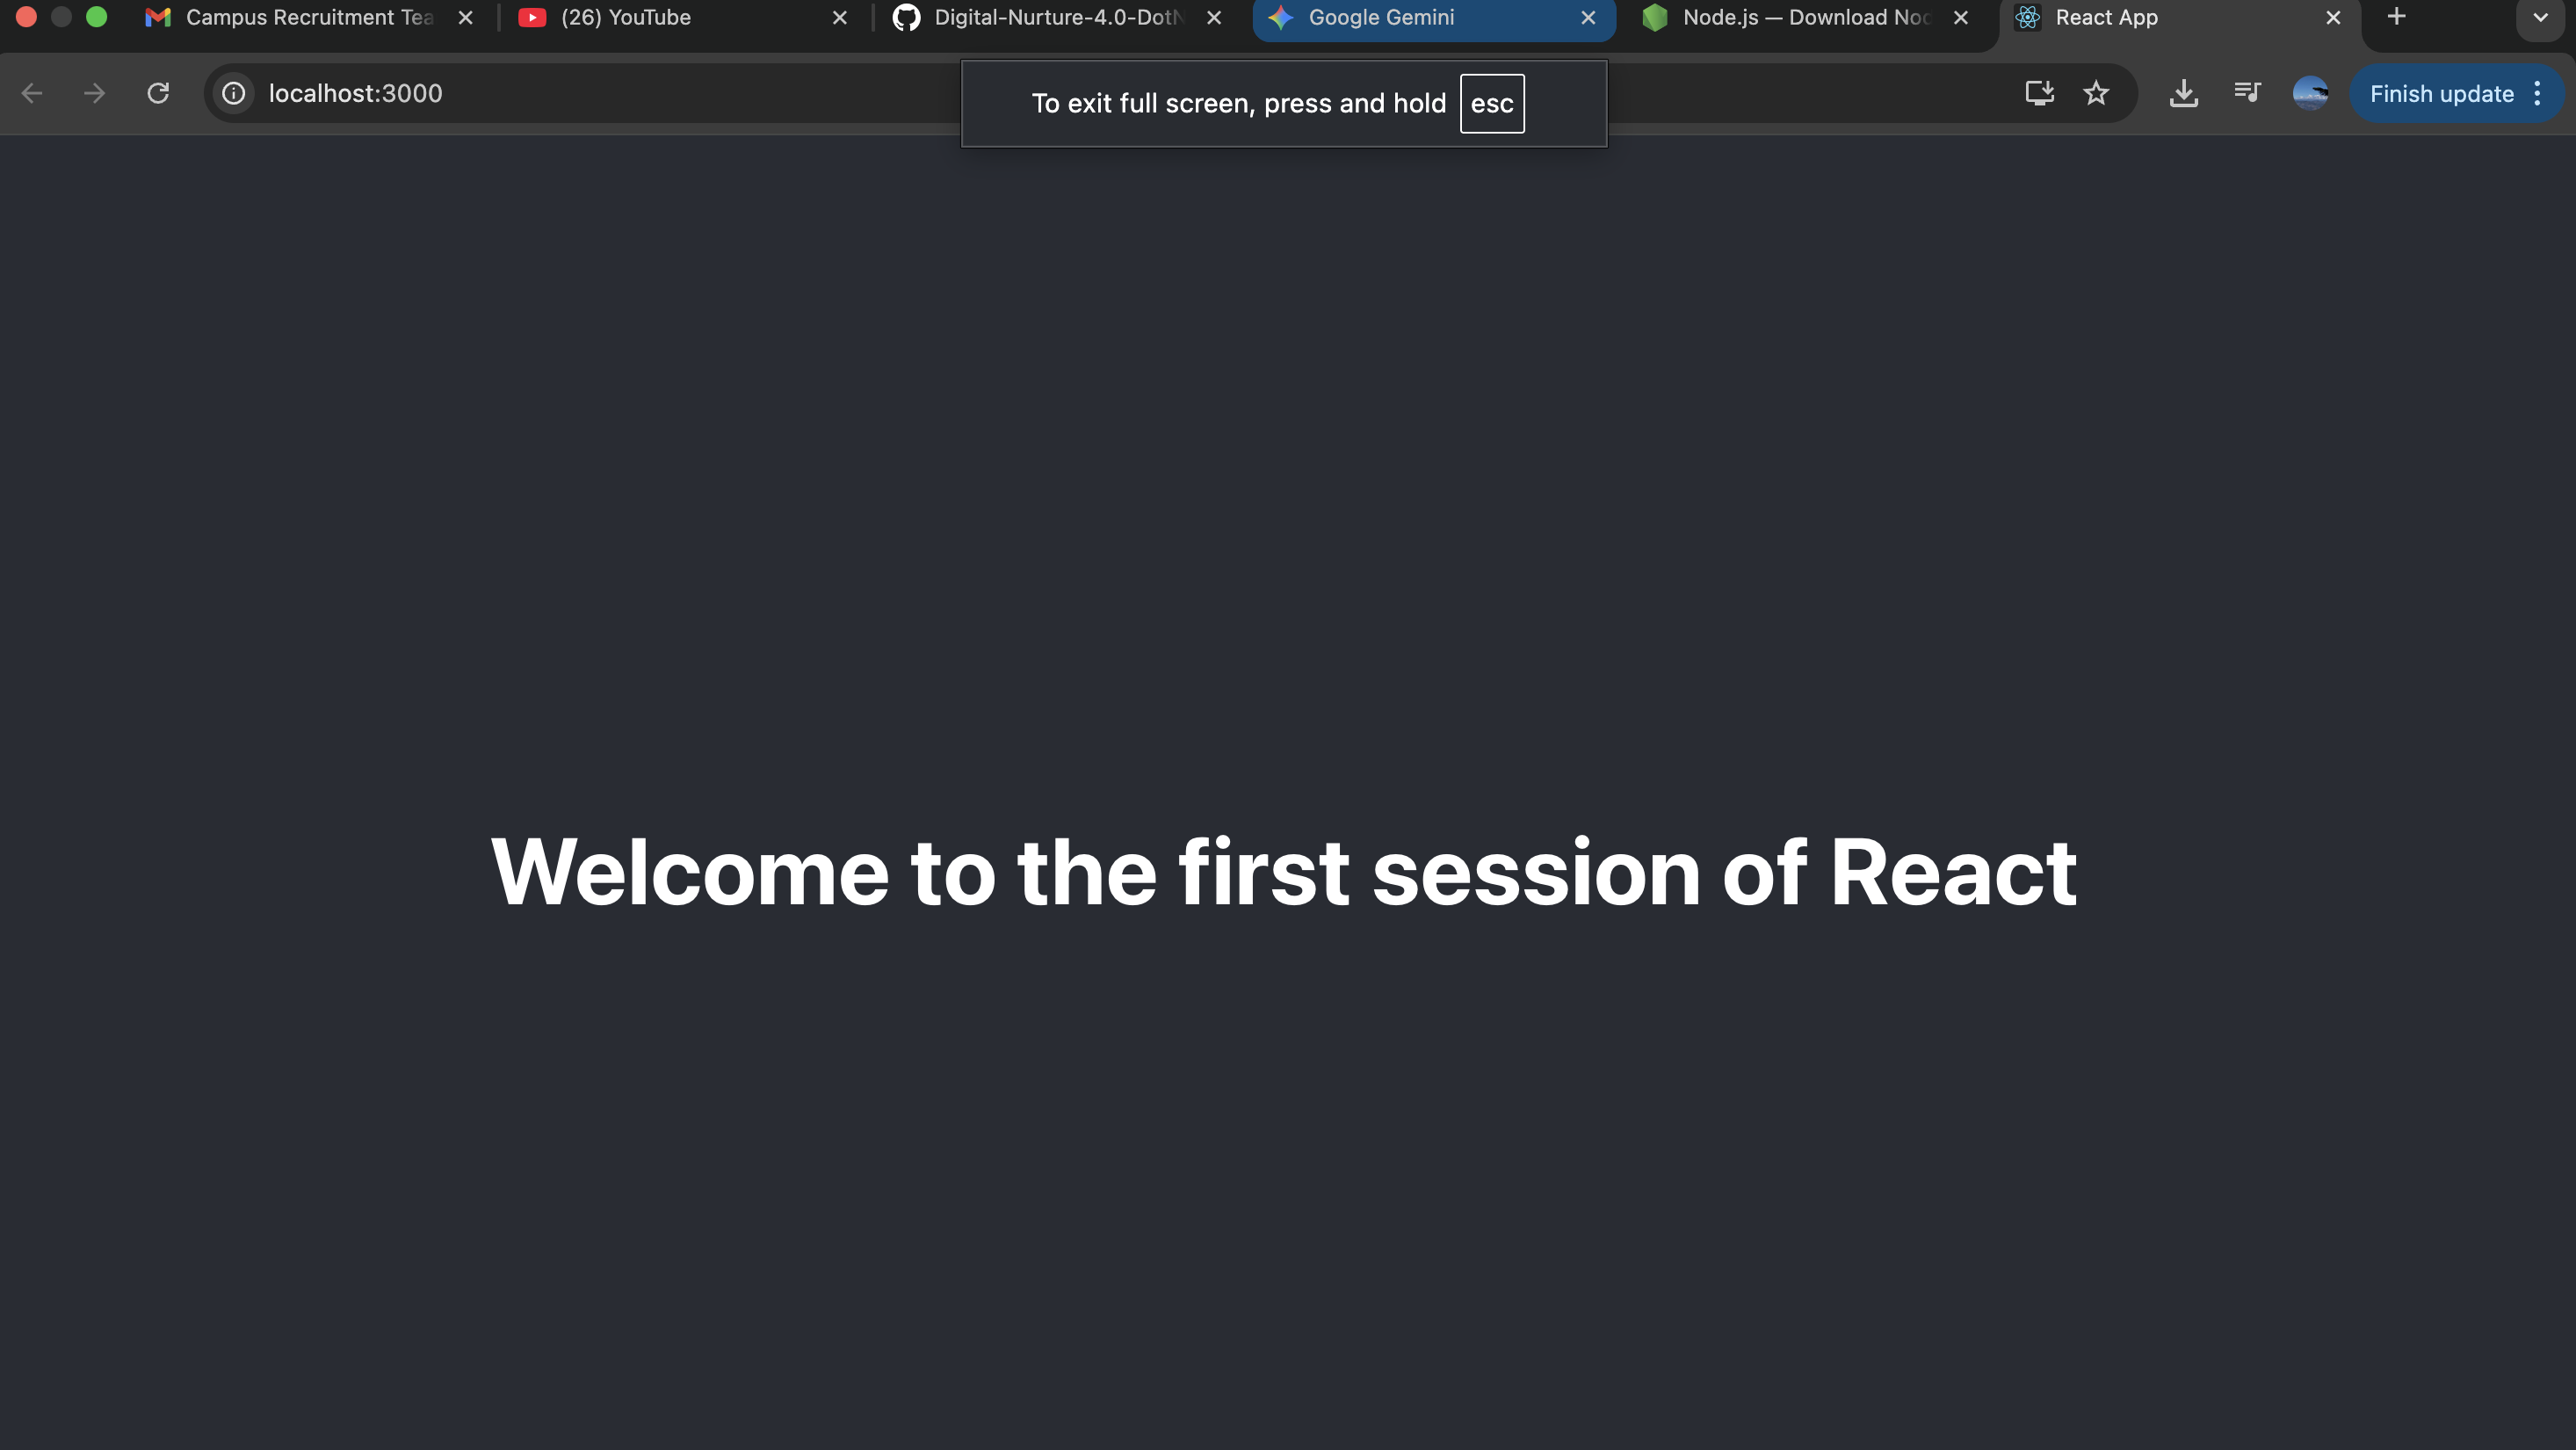 Campus Recruitment Tea
(26) YouTube
Digital-Nurture-4.0-DotN
Google Gemini
Node.js — Download Noc
React App
localhost:3000
To exit full screen, press and hold esc
Finish update
Welcome to the first session of React